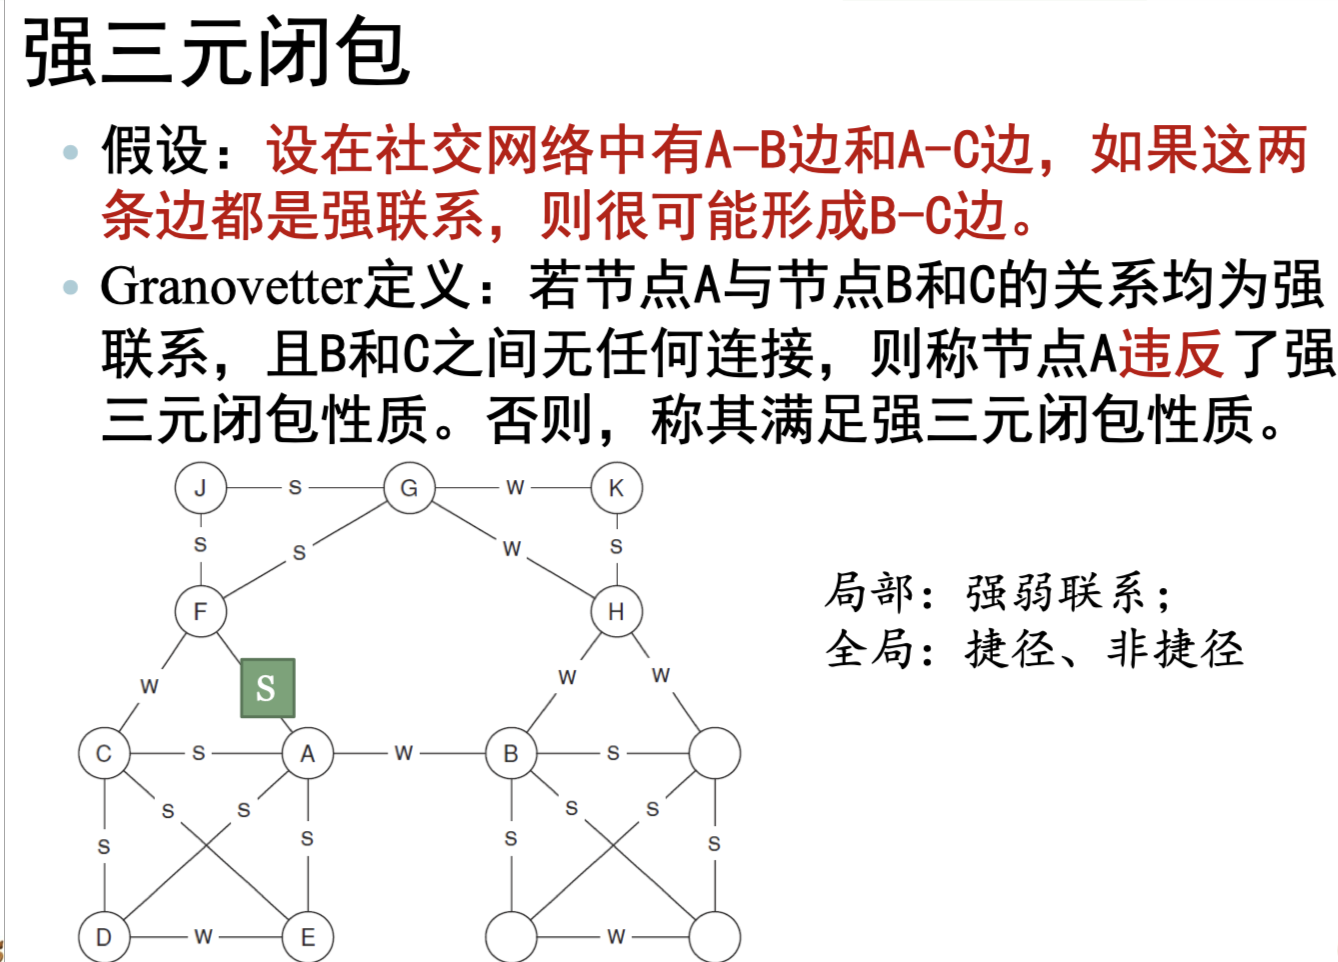 强三元闭包
假设：设在社交网络中有A-B边和A-C边，如果这两
条边都是强联系，则很可能形成B-C边。
Granovetter定义：若节点A与节点B和C的关系均为强
联系，且B和C之间无任何连接，则称节点A违反了强
三元闭包性质。否则，称其满足强三元闭包性质。
J S G W K
S S W S
F H
局部：强弱联系；
全局：捷径、非捷径
W S W W
C S A W B S
S S S S
S S S S
D W E W